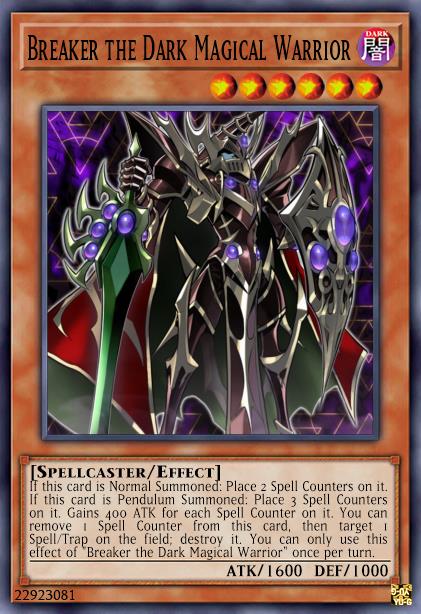 BREAKER THE DARK MAGICAL WARRIOR
DARK
闇
[SPELLCASTER/EFFECT]
If this card is Normal Summoned: Place 2 Spell Counters on it.
If this card is Pendulum Summoned: Place 3 Spell Counters
on it. Gains 400 ATK for each Spell Counter on it. You can
remove 1 Spell Counter from this card, then target 1
Spell/Trap on the field; destroy it. You can only use this
effect of "Breaker the Dark Magical Warrior" once per turn.
ATK/1600 DEF/1000
22923081